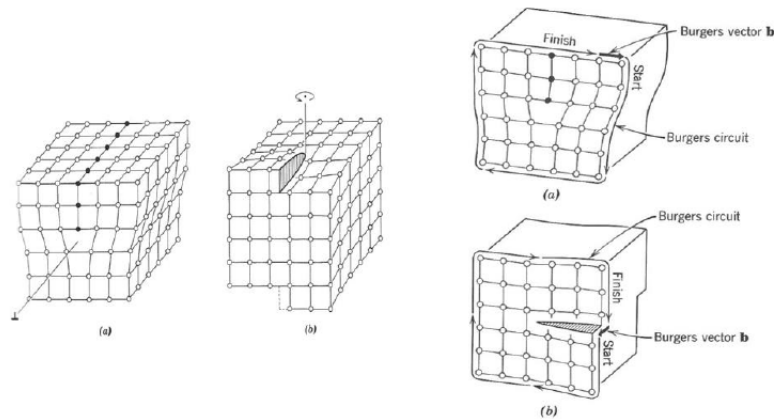 (a)
(b)
Finish
Burgers vector b
Start
Burgers circuit
(a)
Burgers circuit
Finish
Burgers vector b
Start
(b)